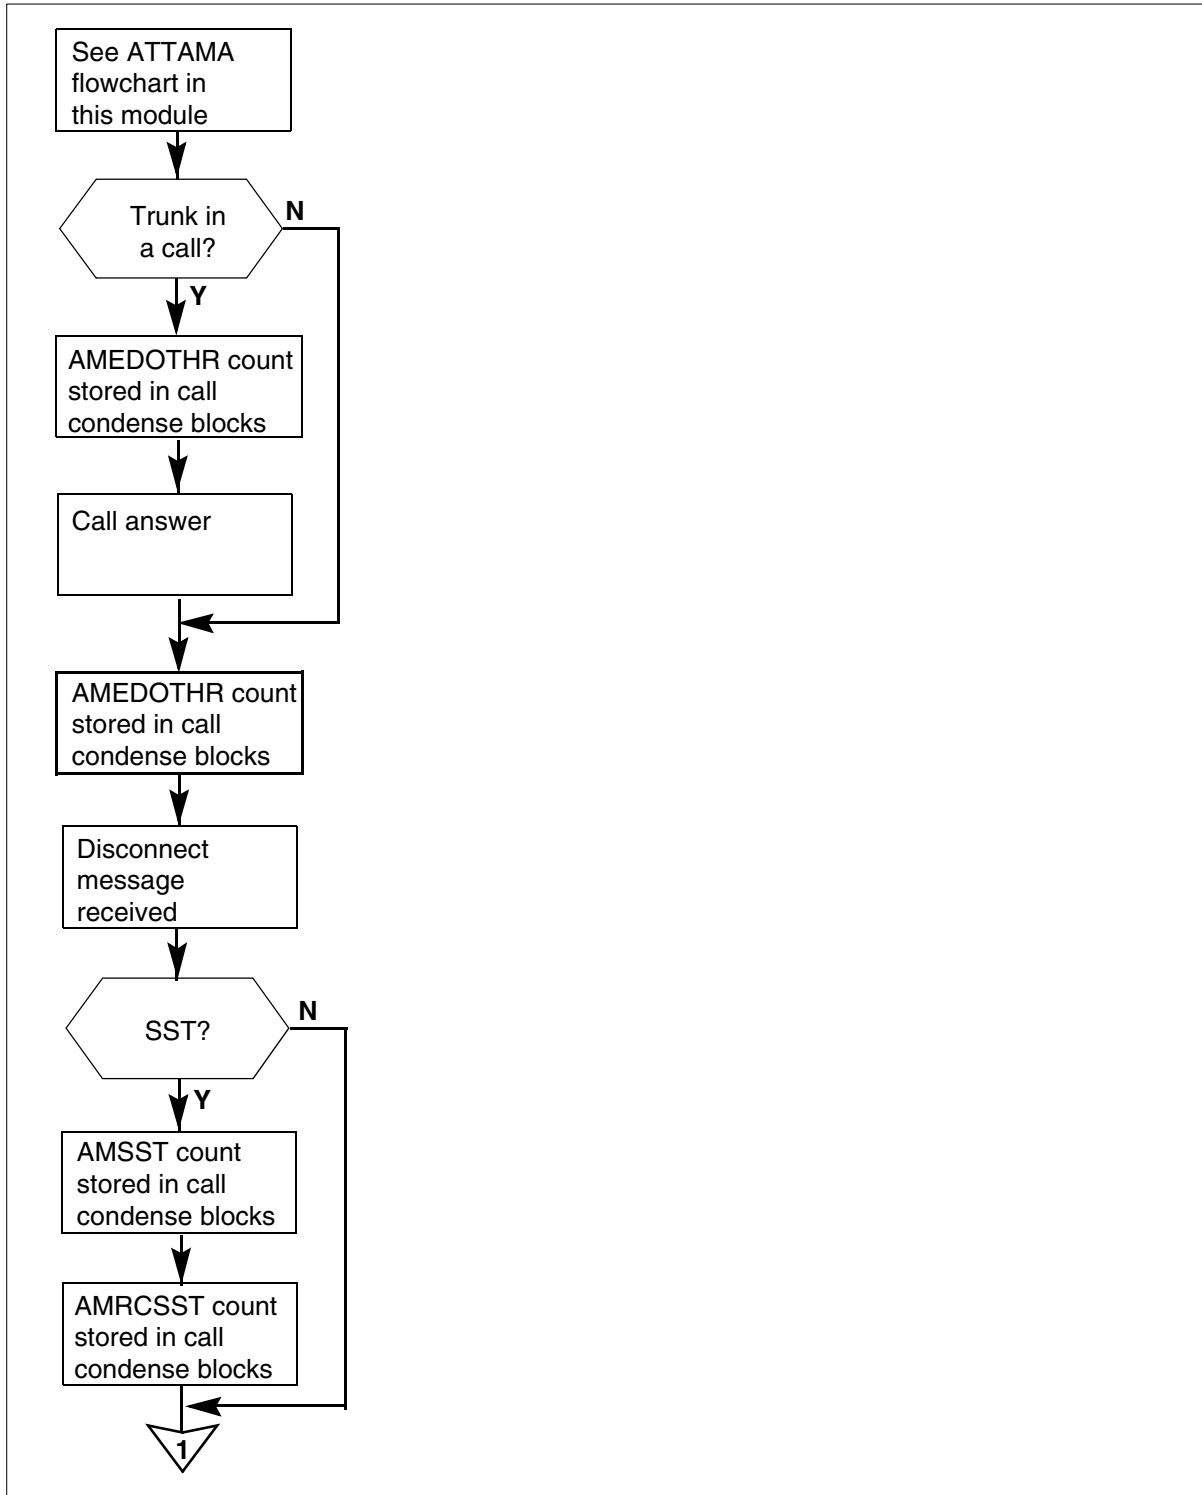 See ATTAMA
flowchart in
this module
Trunk in
a call?
N
Y
AMEDOTHR count
stored in call
condense blocks
Call answer
AMEDOTHR count
stored in call
condense blocks
Disconnect
message
received
SST?
N
Y
AMSST count
stored in call
condense blocks
AMRCSST count
stored in call
condense blocks
1